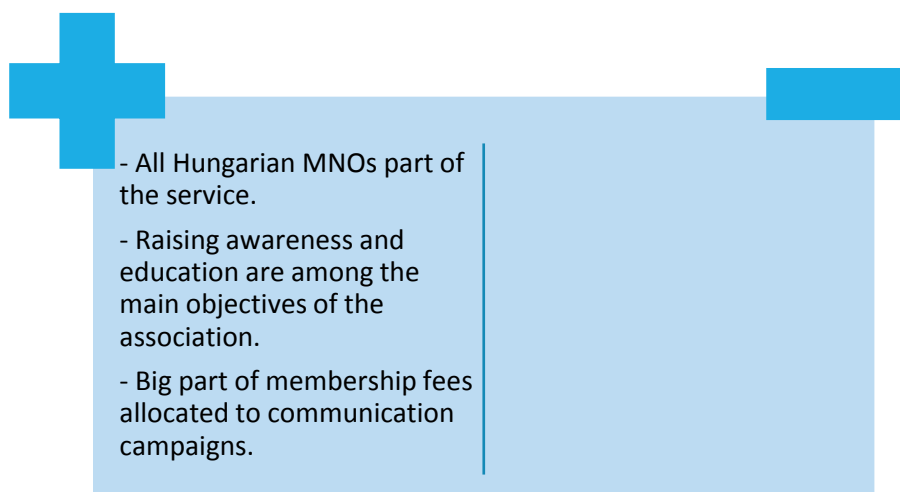 - All Hungarian MNOs part of
the service.
- Raising awareness and
education are among the
main objectives of the
association.
- Big part of membership fees
allocated to communication
campaigns.